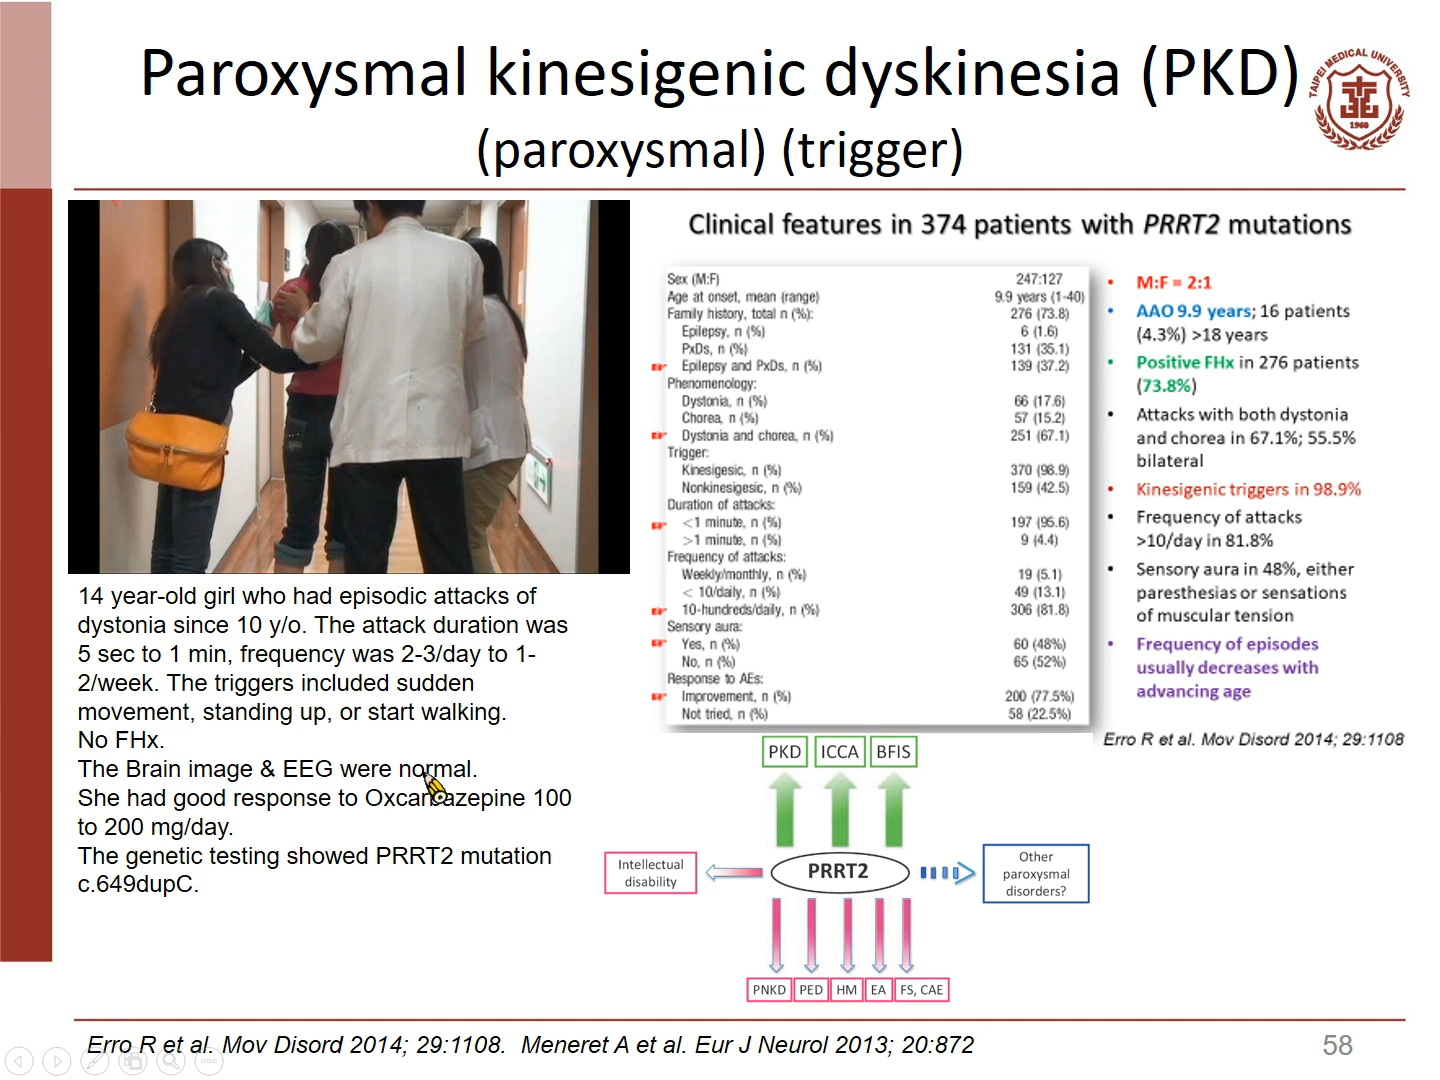 Paroxysmal kinesigenic dyskinesia (PKD)
(paroxysmal) (trigger)
TAIPEI MEDICAL UNIVERSITY
1960
14 year-old girl who had episodic attacks of
dystonia since 10 y/o. The attack duration was
5 sec to 1 min, frequency was 2-3/day to 1-
2/week. The triggers included sudden
movement, standing up, or start walking.
No FHx.
The Brain image & EEG were normal.
She had good response to Oxcarbazepine 100
to 200 mg/day.
The genetic testing showed PRRT2 mutation
c.649dupC.
Clinical features in 374 patients with PRRT2 mutations
Sex (M:F) 247:127
Age at onset, mean (range) 9.9 years (1-40)
Family history, total n (%): 276 (73.8)
Epilepsy, n (%) 6 (1.6)
PxDs, n (%) 131 (35.1)
Epilepsy and PxDs, n (%) 139 (37.2)
Phenomenology:
Dystonia, n (%) 66 (17.6)
Chorea, n (%) 57 (15.2)
Dystonia and chorea, n (%) 251 (67.1)
Trigger:
Kinesigesic, n (%) 370 (98.9)
Nonkinesigesic, n (%) 159 (42.5)
Duration of attacks:
<1 minute, n (%) 197 (95.6)
>1 minute, n (%) 9 (4.4)
Frequency of attacks:
Weekly/monthly, n (%) 19 (5.1)
< 10/daily, n (%) 49 (13.1)
10-hundreds/daily, n (%) 306 (81.8)
Sensory aura:
Yes, n (%) 60 (48%)
No, n (%) 65 (52%)
Response to AEs:
Improvement, n (%) 200 (77.5%)
Not tried, n (%) 58 (22.5%)
• M:F = 2:1
• AAO 9.9 years; 16 patients
(4.3%) >18 years
• Positive FHx in 276 patients
(73.8%)
• Attacks with both dystonia
and chorea in 67.1%; 55.5%
bilateral
• Kinesigenic triggers in 98.9%
• Frequency of attacks
>10/day in 81.8%
• Sensory aura in 48%, either
paresthesias or sensations
of muscular tension
• Frequency of episodes
usually decreases with
advancing age
Erro R et al. Mov Disord 2014; 29:1108
PKD ICCA BFIS
Intellectual
disability
PRRT2
Other
paroxysmal
disorders?
PNKD PED HM EA FS, CAE
Erro R et al. Mov Disord 2014; 29:1108. Meneret A et al. Eur J Neurol 2013; 20:872
58